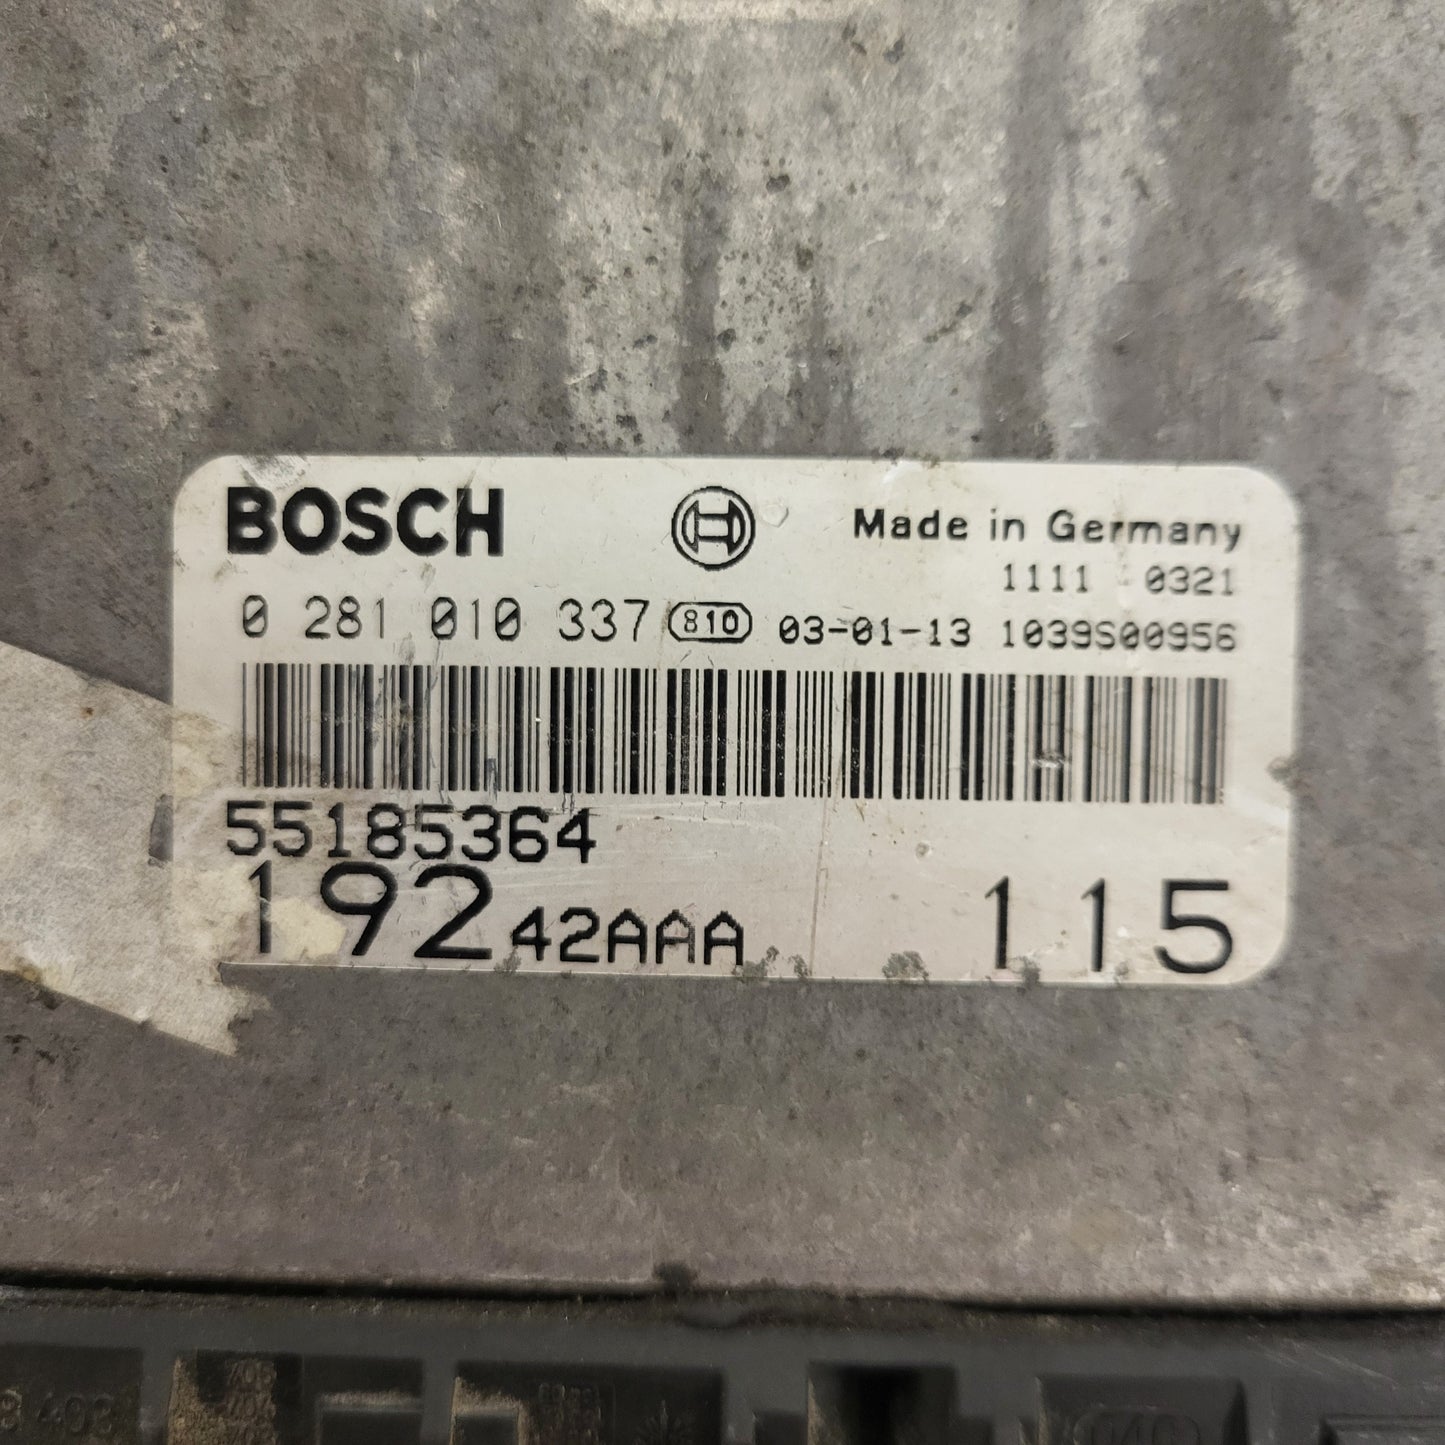 BOSCH Made in Germany
1111 0321
0 281 010 337 810 03-01-13 1039S00956
55185364
192 42AAA 115